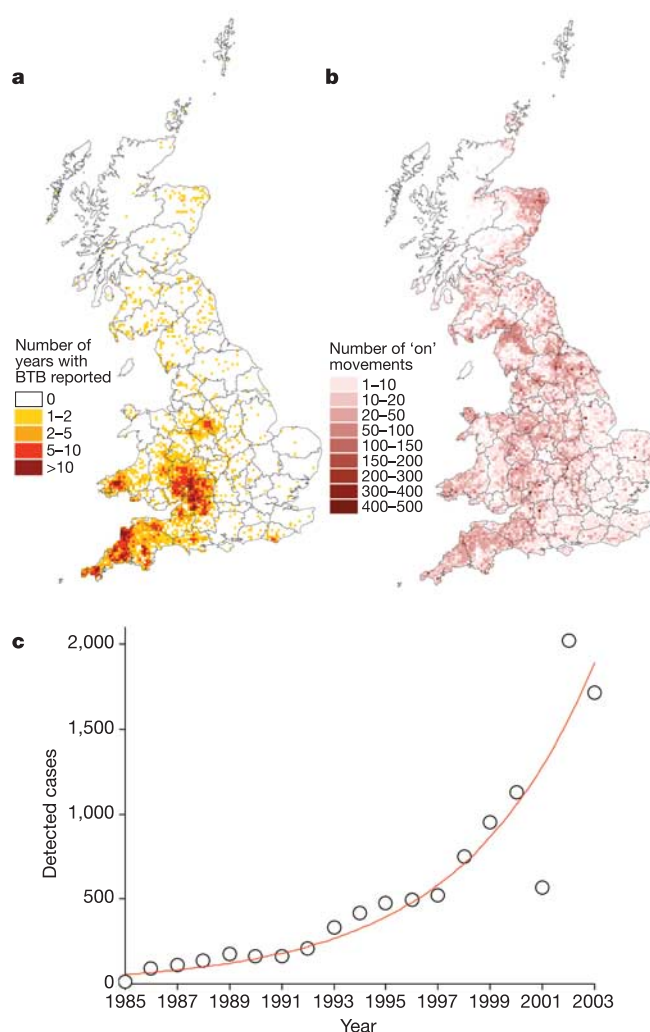 a
b
Number of
years with
BTB reported
0
1–2
2–5
5–10
>10
Number of ‘on’
movements
1–10
10–20
20–50
50–100
100–150
150–200
200–300
300–400
400–500
c
2,000
1,500
1,000
500
0
Detected cases
1985
1987
1989
1991
1993
1995
1997
1999
2001
2003
Year